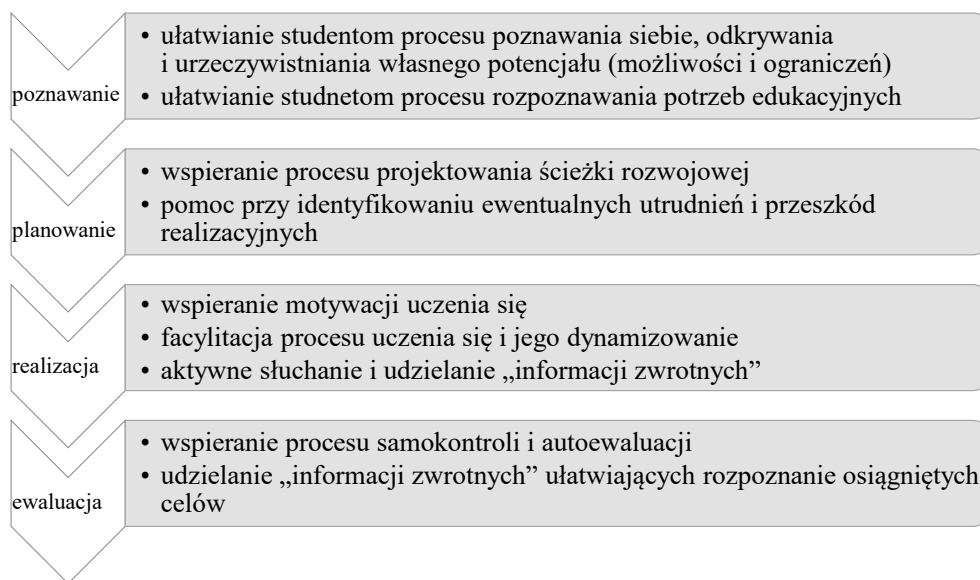 poznawanie
• ułatwianie studentom procesu poznawania siebie, odkrywania
i urzeczywistniania własnego potencjału (możliwości i ograniczeń)
• ułatwianie studnetom procesu rozpoznawania potrzeb edukacyjnych
planowanie
• wspieranie procesu projektowania ścieżki rozwojowej
• pomoc przy identyfikowaniu ewentualnych utrudnień i przeszkód
realizacyjnych
realizacja
• wspieranie motywacji uczenia się
• facylitacja procesu uczenia się i jego dynamizowanie
• aktywne słuchanie i udzielanie „informacji zwrotnych”
ewaluacja
• wspieranie procesu samokontroli i autoewaluacji
• udzielanie „informacji zwrotnych” ułatwiających rozpoznanie osiągniętych
celów